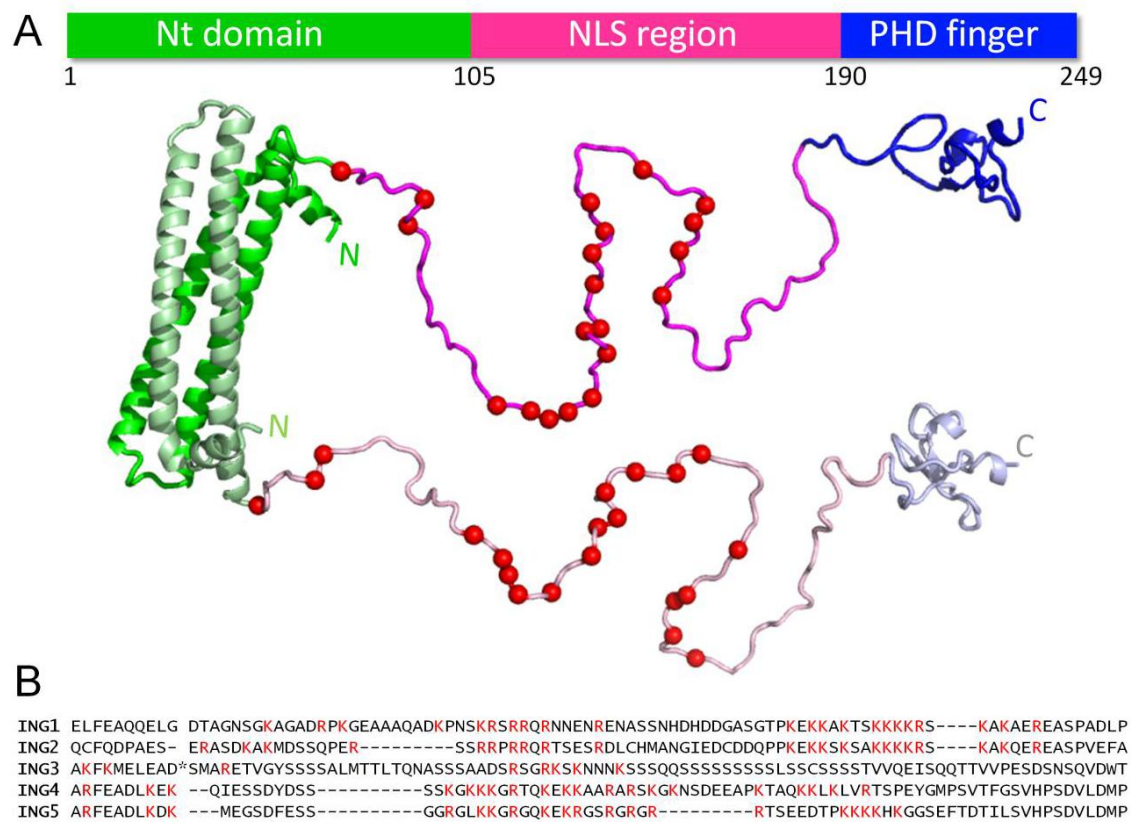 A
Nt domain NLS region PHD finger
1 105 190 249
C
N
N
C
B
ING1 ELFEAQQELG DTAGNSGKAGADRPKGEAAAQADKPNSKRSRRQRNNENRENASSNHDHDDGASGTPKEKKAKTSKKKKRS----KAKAEREASPADLP
ING2 QCFQDPAES- ERASDKAKMDSSQPER----------SSRRPRRQRTSESRDLCHMANGIEDCDDQPPKEKKSKSAKKKKRS----KAKQEREASPVEFA
ING3 AKFKMELEAD*SMARETVGYSSSSALMTTLTQNASSSAADSRSGRKSKNNNKSSSQQSSSSSSSSSLSSCSSSSTVVQEISQQTTVVPESDSNSQVDWT
ING4 ARFEADLKEK -QIESSDYDSS----------SSKGKKKGRTQKEKKAARARSKGKNSDEEAPKTAQKKLKLVRTSPEYGMPSVTFGSVHPSDVLDMP
ING5 ARFEADLKDK ---MEGSDFESS---------GGRGLKKGRGQKEKRGSRGRGR---------RTSEEDTPKKKKHKGGSEFTDTILSVHPSDVLDMP